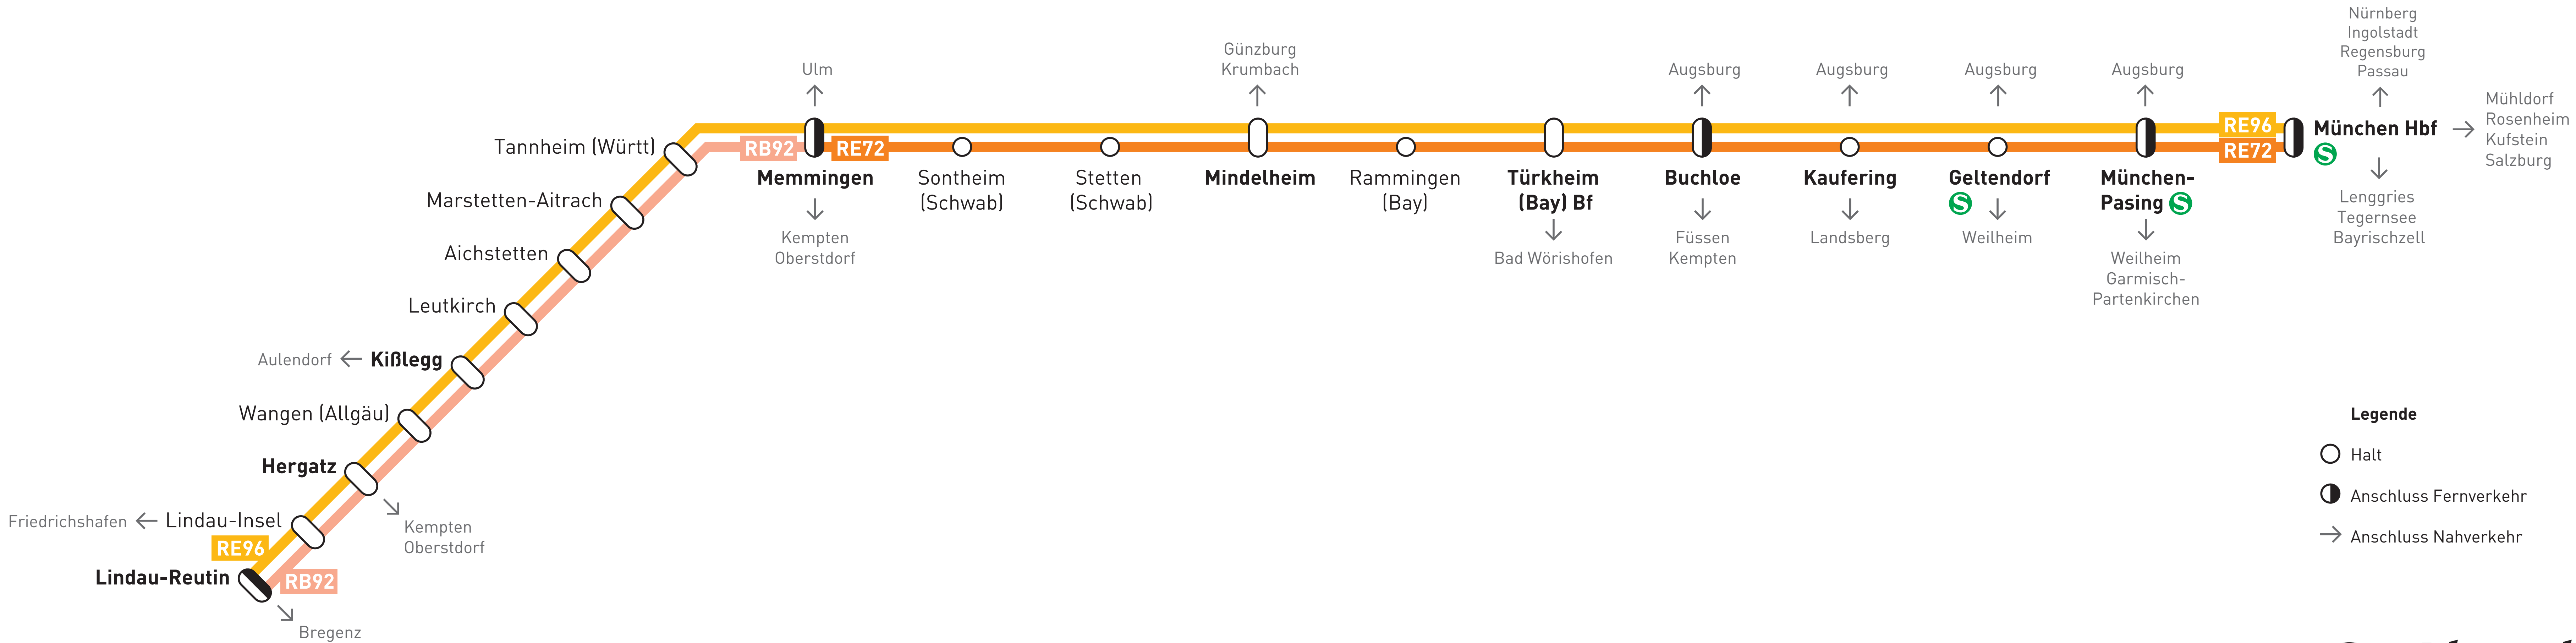 Nürnberg
Ingolstadt
Regensburg
Passau
Günzburg
Krumbach
Ulm
Augsburg
Augsburg
Augsburg
Augsburg
Mühldorf
Rosenheim
Kufstein
Salzburg
RE96
München Hbf
S
RE72
RB92
RE72
Tannheim (Württ)
Memmingen
Sontheim
(Schwab)
Stetten
(Schwab)
Mindelheim
Rammingen
(Bay)
Türkheim
(Bay) Bf
Buchloe
Kaufering
Geltendorf
S
München-
Pasing S
Kempten
Oberstdorf
Bad Wörishofen
Füssen
Kempten
Landsberg
Weilheim
Weilheim
Garmisch-
Partenkirchen
Lenggries
Tegernsee
Bayrischzell
Marstetten-Aitrach
Aichstetten
Leutkirch
Aulendorf
Kißlegg
Wangen (Allgäu)
Hergatz
Kempten
Oberstdorf
Friedrichshafen
Lindau-Insel
RE96
Lindau-Reutin
RB92
Bregenz
Legende
Halt
Anschluss Fernverkehr
Anschluss Nahverkehr